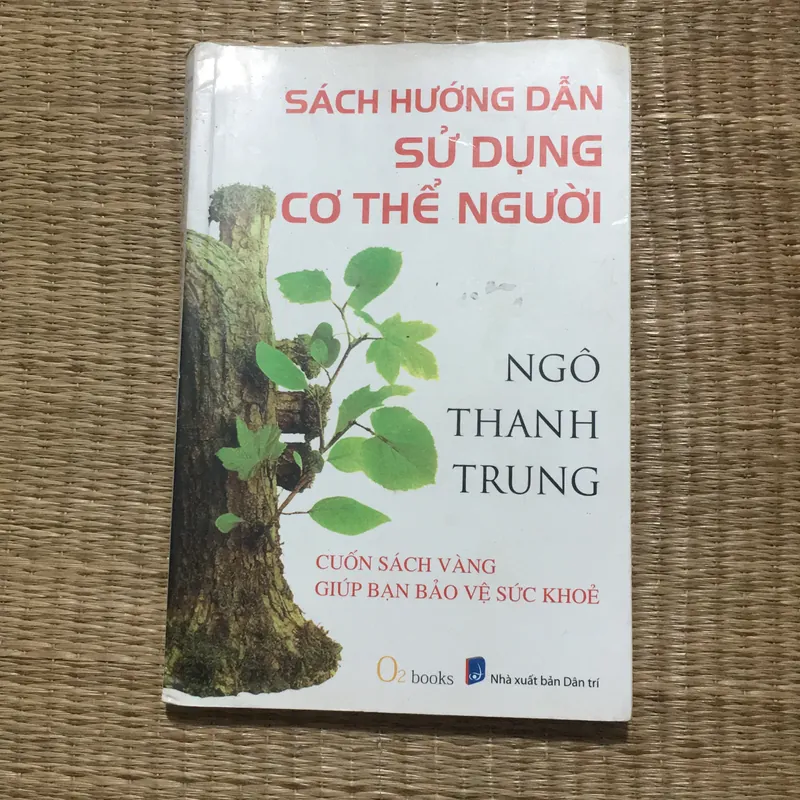 SÁCH HƯỚNG DẪN
SỬ DỤNG
CƠ THỂ NGƯỜI
NGÔ
THANH
TRUNG
CUỐN SÁCH VÀNG
GIÚP BẠN BẢO VỆ SỨC KHOẺ
O2 books Nhà xuất bản Dân trí